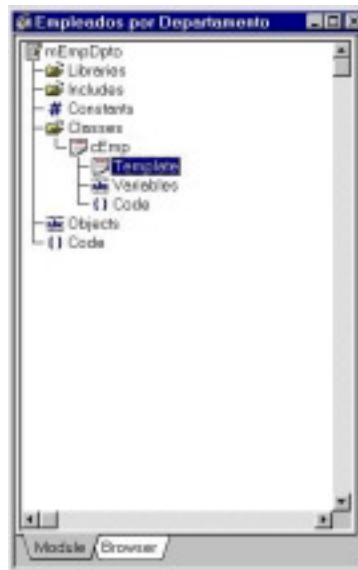 Empleados por Departamento
mEmpDpto
Libraries
Includes
# Constants
Classes
cEmp
Template
Variables
Code
Objects
Code
Module
Browser